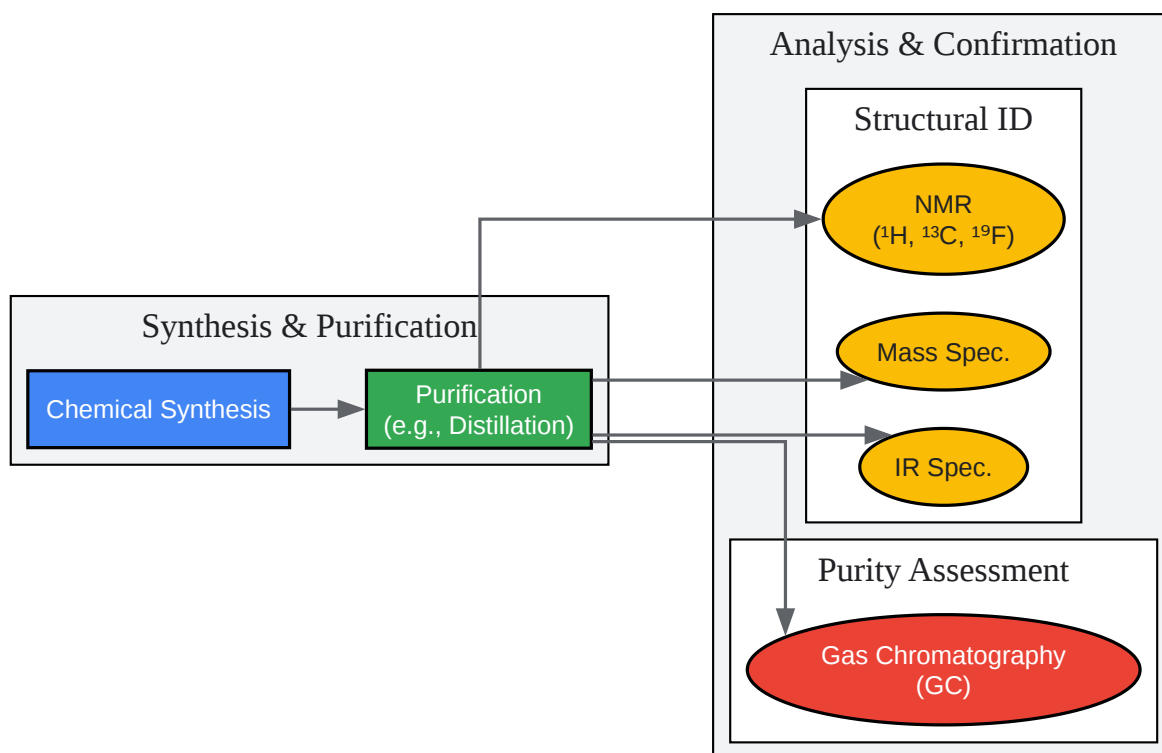 Analysis & Confirmation
Structural ID
NMR
(¹H, ¹³C, ¹⁹F)
Synthesis & Purification
Mass Spec.
Chemical Synthesis
Purification
(e.g., Distillation)
IR Spec.
Purity Assessment
Gas Chromatography
(GC)